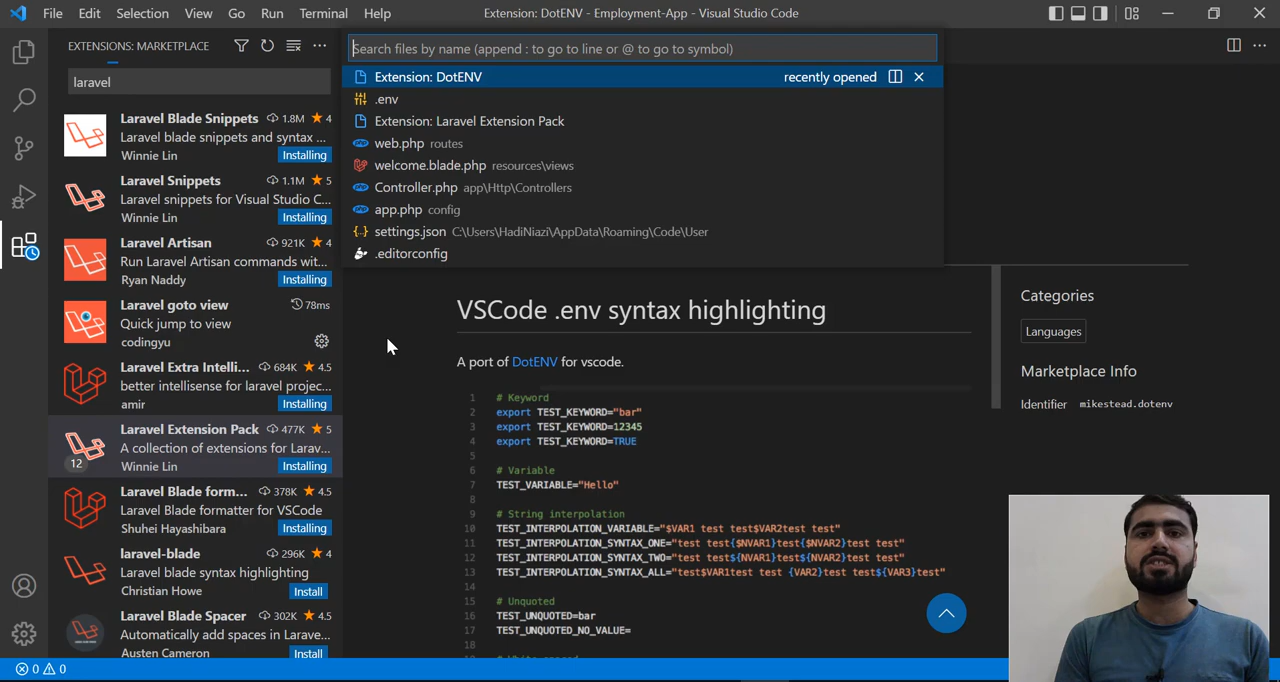 File Edit Selection View Go Run Terminal Help
Extension: DotENV - Employment-App - Visual Studio Code
EXTENSIONS: MARKETPLACE
laravel
Laravel Blade Snippets 1.8M 4
Laravel blade snippets and syntax ...
Winnie Lin Installing
Laravel Snippets 1.1M 5
Laravel snippets for Visual Studio C...
Winnie Lin Installing
Laravel Artisan 921K 4
Run Laravel Artisan commands wit...
Ryan Naddy Installing
Laravel goto view 78ms
Quick jump to view
codingyu
Laravel Extra Intelli... 684K 4.5
better intellisense for laravel projec...
amir Installing
Laravel Extension Pack 477K 5
A collection of extensions for Larav...
12 Winnie Lin Installing
Laravel Blade form... 378K 4.5
Laravel Blade formatter for VSCode
Shuhei Hayashibara Installing
laravel-blade 296K 4
Laravel blade syntax highlighting
Christian Howe Install
Laravel Blade Spacer 302K 4.5
Automatically add spaces in Larave...
Austen Cameron Install
Search files by name (append : to go to line or @ to go to symbol)
Extension: DotENV recently opened
.env
Extension: Laravel Extension Pack
web.php routes
welcome.blade.php resources\views
Controller.php app\Http\Controllers
app.php config
settings.json C:\Users\HadiNiazi\AppData\Roaming\Code\User
.editorconfig
VSCode .env syntax highlighting
A port of DotENV for vscode.
1 # Keyword
2 export TEST_KEYWORD="bar"
3 export TEST_KEYWORD=12345
4 export TEST_KEYWORD=TRUE
5
6 # Variable
7 TEST_VARIABLE="Hello"
8
9 # String interpolation
10 TEST_INTERPOLATION_VARIABLE="$VAR1 test test$VAR2test test"
11 TEST_INTERPOLATION_SYNTAX_ONE="test test{$NVAR1}test{$NVAR2}test test"
12 TEST_INTERPOLATION_SYNTAX_TWO="test test${NVAR1}test${NVAR2}test test"
13 TEST_INTERPOLATION_SYNTAX_ALL="test$VAR1test test {VAR2}test test${VAR3}test"
14
15 # Unquoted
16 TEST_UNQUOTED=bar
17 TEST_UNQUOTED_NO_VALUE=
18
Categories
Languages
Marketplace Info
Identifier mikestead.dotenv
0 0